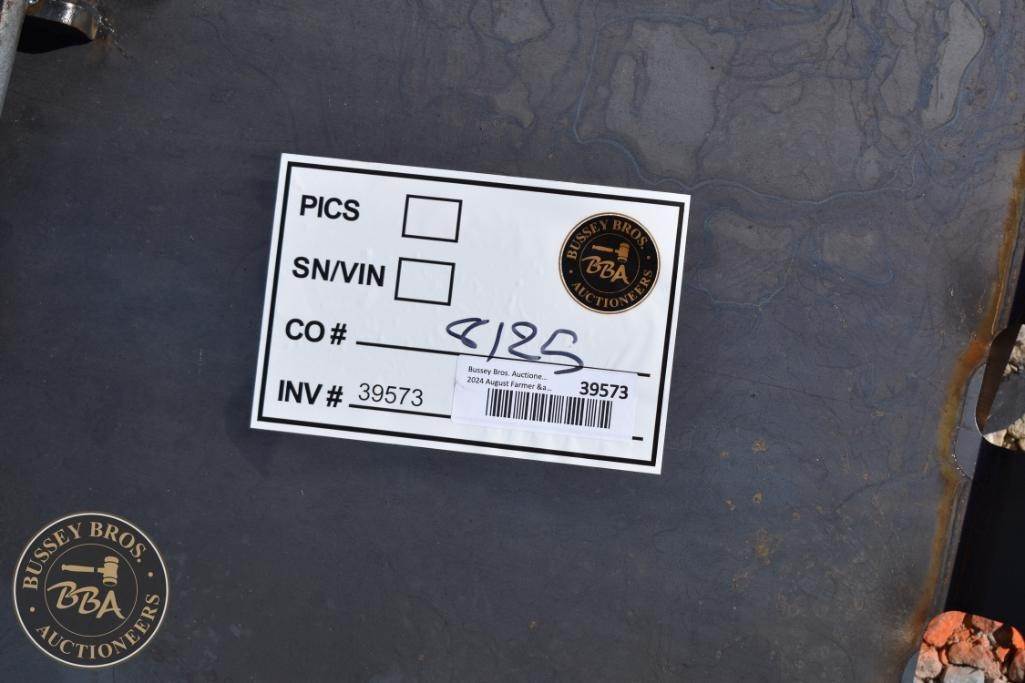 PICS
BUSSEY BROS.
BBA
AUCTIONEERS
SN/VIN
CO # 8125
Bussey Bros. Auctione...
2024 August Farmer &a...
39573
INV # 39573
BUSSEY BROS.
BBA
AUCTIONEERS